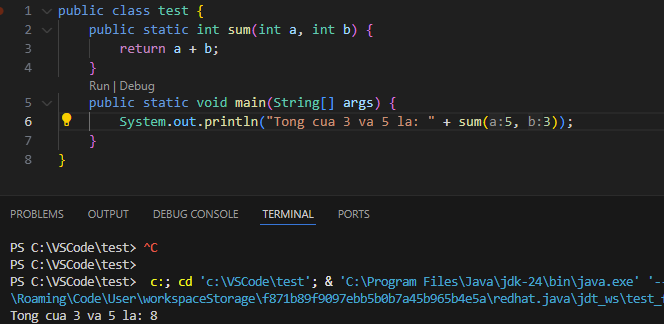 1 public class test {
2 public static int sum(int a, int b) {
3 return a + b;
4 }
Run | Debug
5 public static void main(String[] args) {
6 System.out.println("Tong cua 3 va 5 la: " + sum(a:5, b:3));
7 }
8 }
PROBLEMS OUTPUT DEBUG CONSOLE TERMINAL PORTS
PS C:\VSCode\test> ^C
PS C:\VSCode\test>
PS C:\VSCode\test> c:; cd 'c:\VSCode\test'; & 'C:\Program Files\Java\jdk-24\bin\java.exe' '-
\Roaming\Code\User\workspaceStorage\f871b89f9097ebb5b0b7a45b965b4e5a\redhat.java\jdt_ws\test_
Tong cua 3 va 5 la: 8